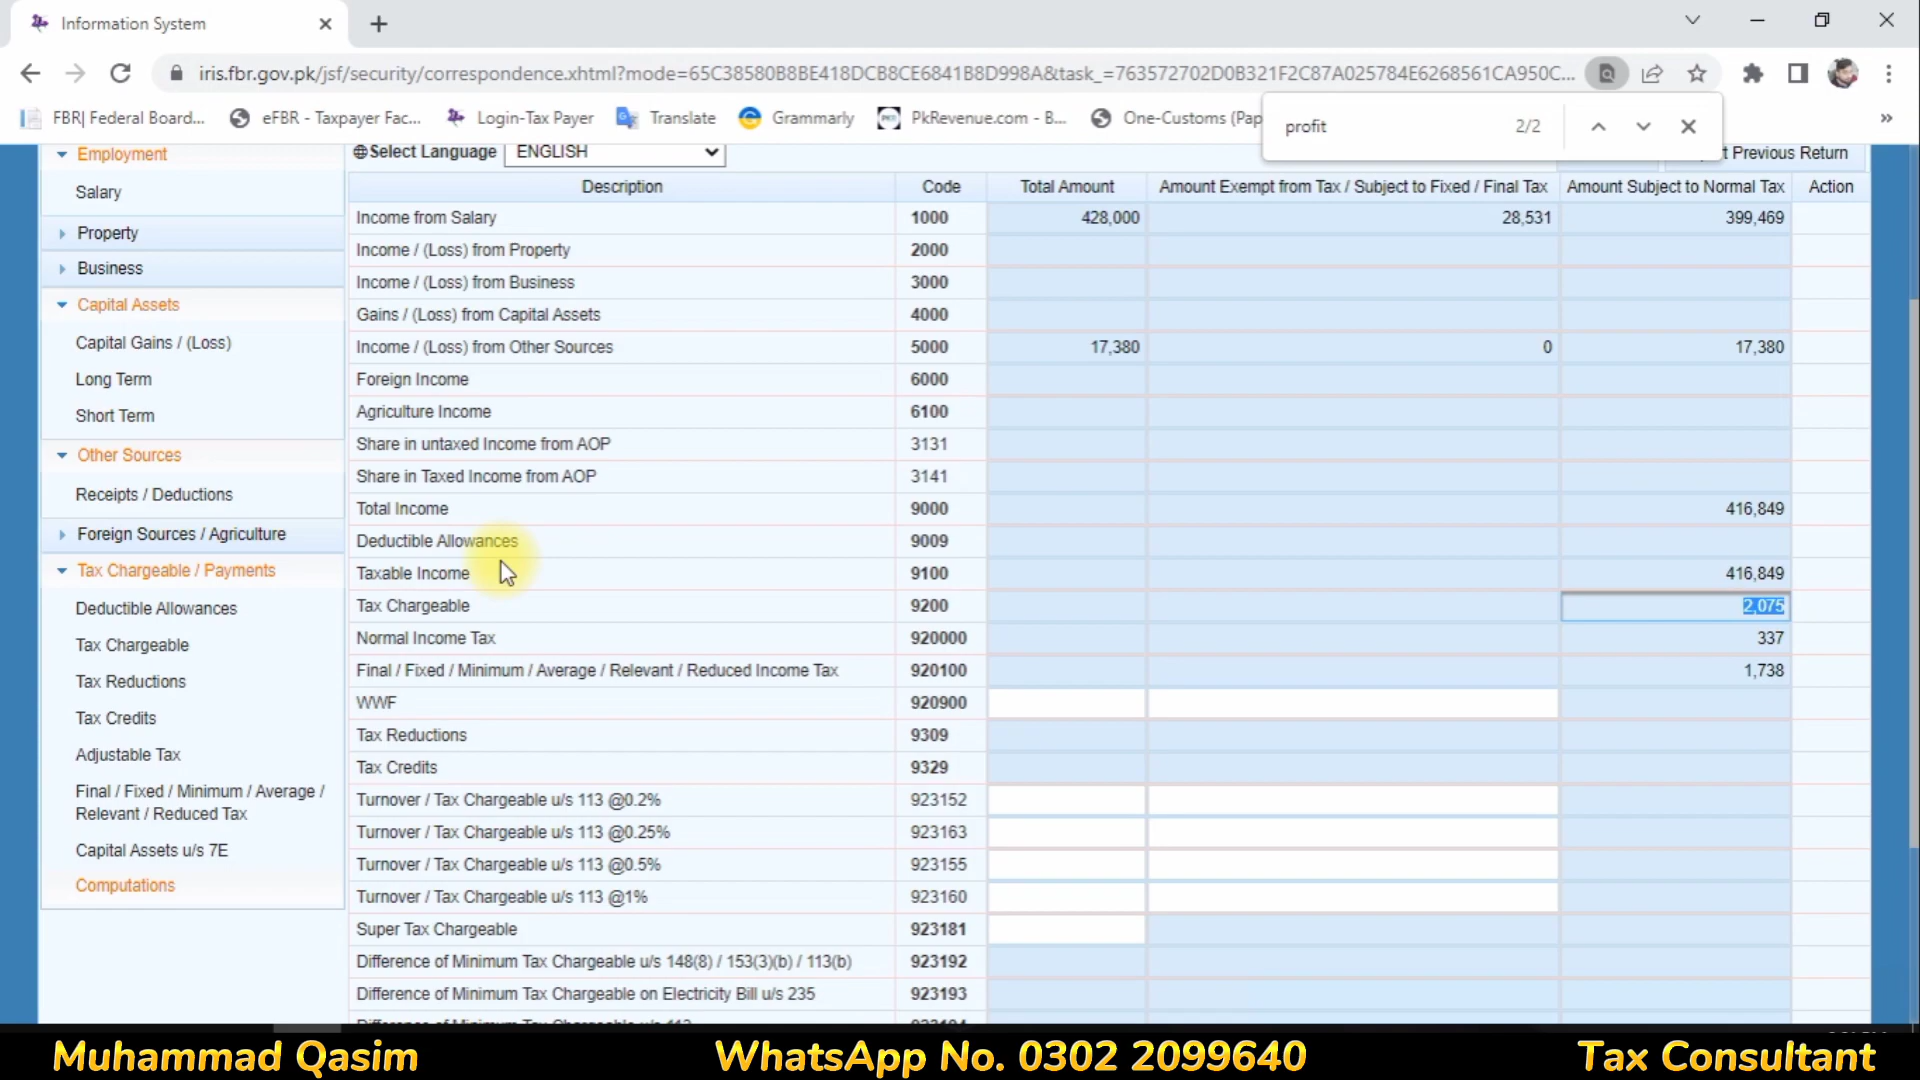 Information System
iris.fbr.gov.pk/jsf/security/correspondence.xhtml?mode=65C38580B8BE418DCB8CE6841B8D998A&task_=763572702D0B321F2C87A025784E6268561CA950C...
FBR| Federal Board... eFBR - Taxpayer Fac... Login-Tax Payer Translate Grammarly PkRevenue.com - B... One-Customs (Pap
profit 2/2
Employment
Salary
Property
Business
Capital Assets
Capital Gains / (Loss)
Long Term
Short Term
Other Sources
Receipts / Deductions
Foreign Sources / Agriculture
Tax Chargeable / Payments
Deductible Allowances
Tax Chargeable
Tax Reductions
Tax Credits
Adjustable Tax
Final / Fixed / Minimum / Average /
Relevant / Reduced Tax
Capital Assets u/s 7E
Computations
Select Language ENGLISH Previous Return
Description Code Total Amount Amount Exempt from Tax / Subject to Fixed / Final Tax Amount Subject to Normal Tax Action
Income from Salary 1000 428,000 28,531 399,469
Income / (Loss) from Property 2000
Income / (Loss) from Business 3000
Gains / (Loss) from Capital Assets 4000
Income / (Loss) from Other Sources 5000 17,380 0 17,380
Foreign Income 6000
Agriculture Income 6100
Share in untaxed Income from AOP 3131
Share in Taxed Income from AOP 3141
Total Income 9000 416,849
Deductible Allowances 9009
Taxable Income 9100 416,849
Tax Chargeable 9200 2,075
Normal Income Tax 920000 337
Final / Fixed / Minimum / Average / Relevant / Reduced Income Tax 920100 1,738
WWF 920900
Tax Reductions 9309
Tax Credits 9329
Turnover / Tax Chargeable u/s 113 @0.2% 923152
Turnover / Tax Chargeable u/s 113 @0.25% 923163
Turnover / Tax Chargeable u/s 113 @0.5% 923155
Turnover / Tax Chargeable u/s 113 @1% 923160
Super Tax Chargeable 923181
Difference of Minimum Tax Chargeable u/s 148(8) / 153(3)(b) / 113(b) 923192
Difference of Minimum Tax Chargeable on Electricity Bill u/s 235 923193
Muhammad Qasim WhatsApp No. 0302 2099640 Tax Consultant